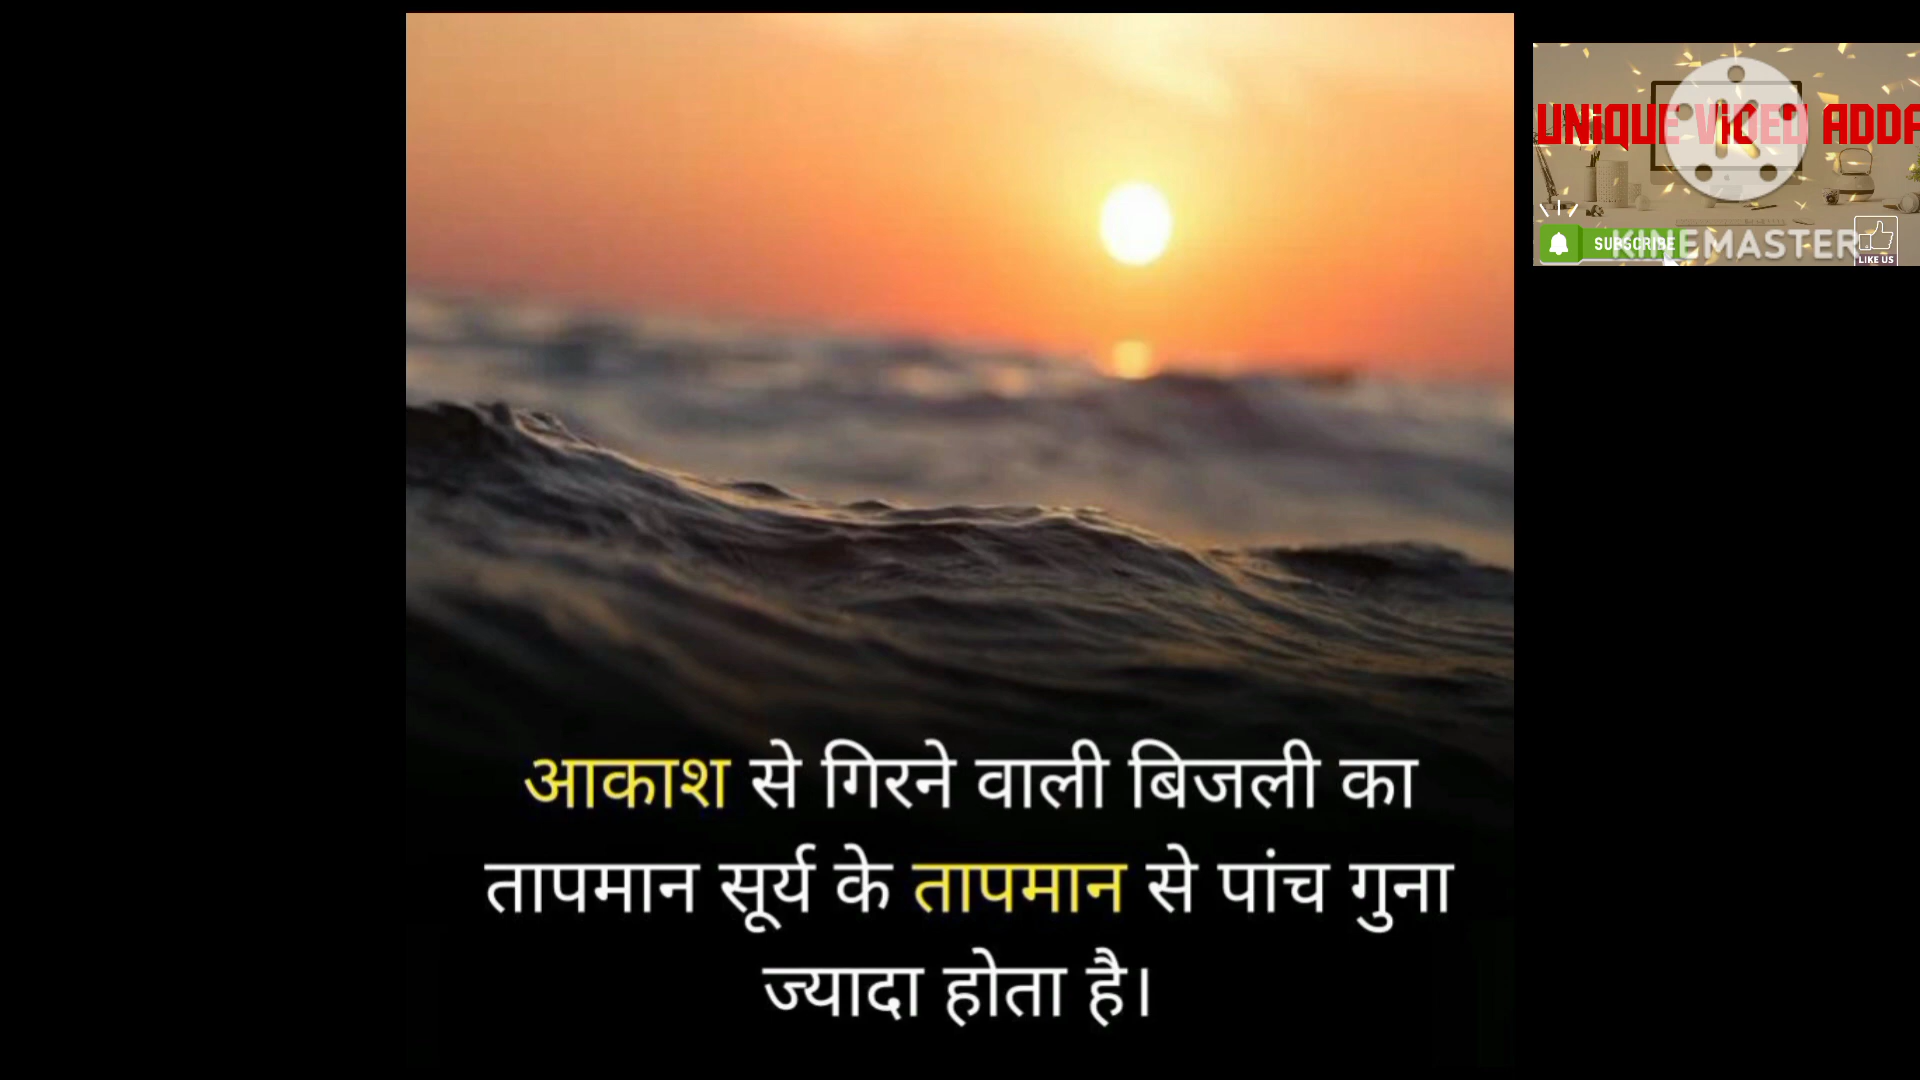 UNiQUE ViDEO ADDA
SUBSCRIBE
KINEMASTER
LIKE US
आकाश से गिरने वाली बिजली का
तापमान सूर्य के तापमान से पांच गुना
ज्यादा होता है।